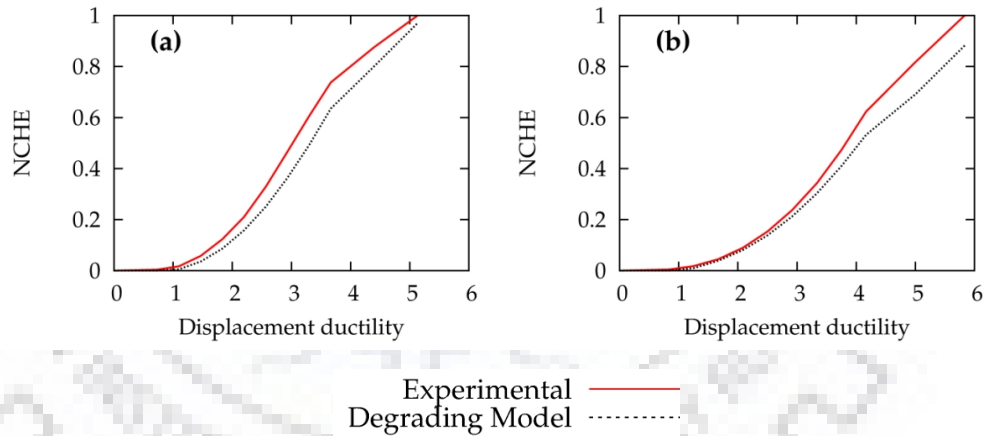 1
0.8
0.6
0.4
0.2
0
NCHE
(a)
0 1 2 3 4 5 6
Displacement ductility
1
0.8
0.6
0.4
0.2
0
NCHE
(b)
0 1 2 3 4 5 6
Displacement ductility
Experimental
Degrading Model